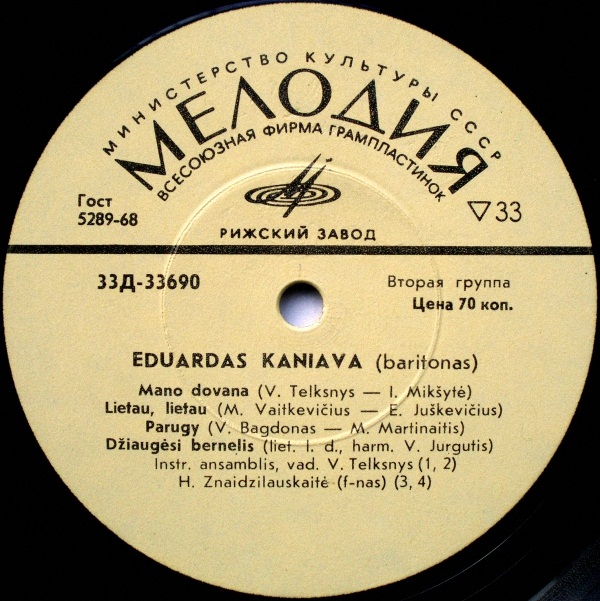 МИНИСТЕРСТВО КУЛЬТУРЫ СССР
МЕЛОДИЯ
ВСЕСОЮЗНАЯ ФИРМА ГРАМПЛАСТИНОК
Гост
5289-68
▽33
РИЖСКИЙ ЗАВОД
33Д-33690
Вторая группа
Цена 70 коп.
EDUARDAS KANIAVA (baritonas)
Mano dovana (V. Telksnys — I. Mikšytė)
Lietau, lietau (M. Vaitkevičius — E. Juškevičius)
Parugy (V. Bagdonas — M. Martinaitis)
Džiaugėsi bernelis (liet. l. d., harm. V. Jurgutis)
Instr. ansamblis, vad. V. Telksnys (1, 2)
H. Znaidzilauskaitė (f-nas) (3, 4)